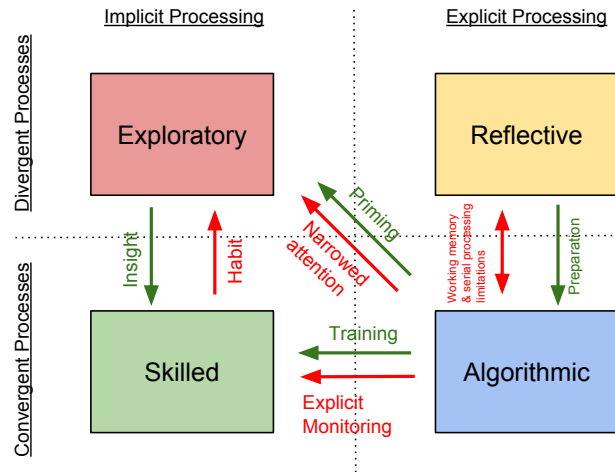 Implicit Processing
Explicit Processing
Divergent Processes
Exploratory
Reflective
Priming
Narrowed
attention
Insight
Habit
Working memory
& serial processing
limitations
Preparation
Convergent Processes
Skilled
Training
Explicit
Monitoring
Algorithmic